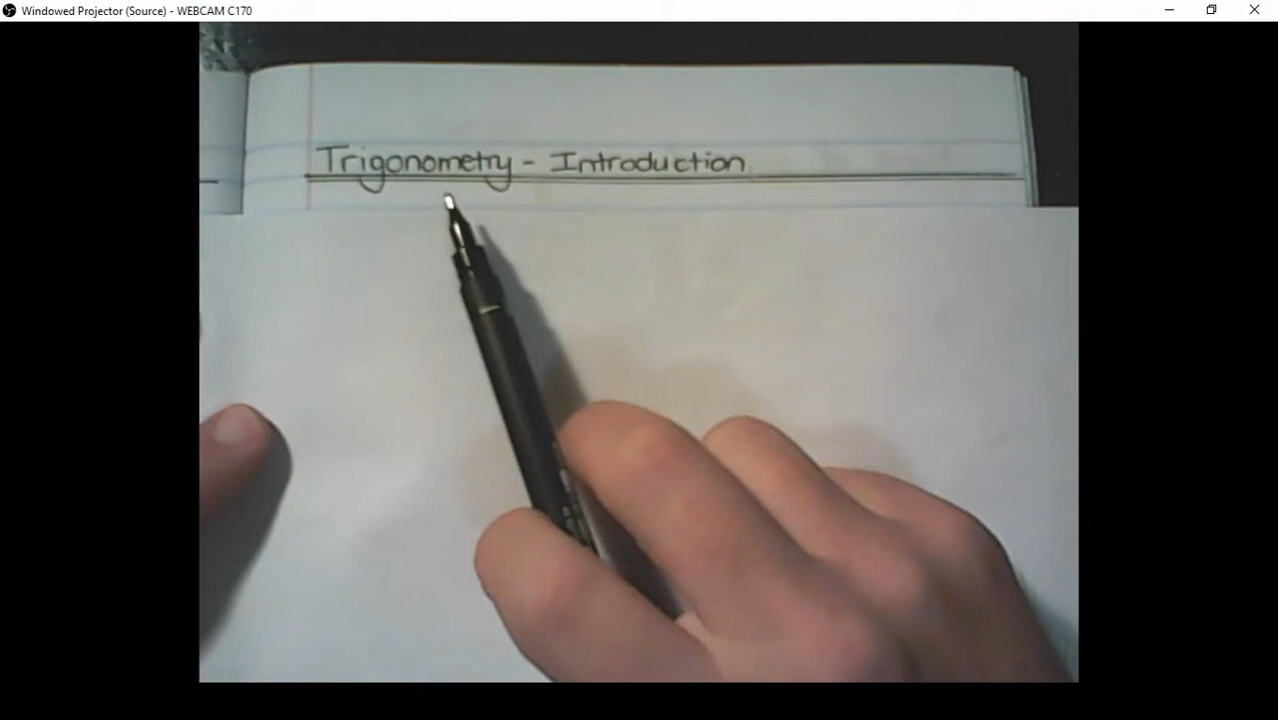 Windowed Projector (Source) - WEBCAM C170
Trigonometry - Introduction